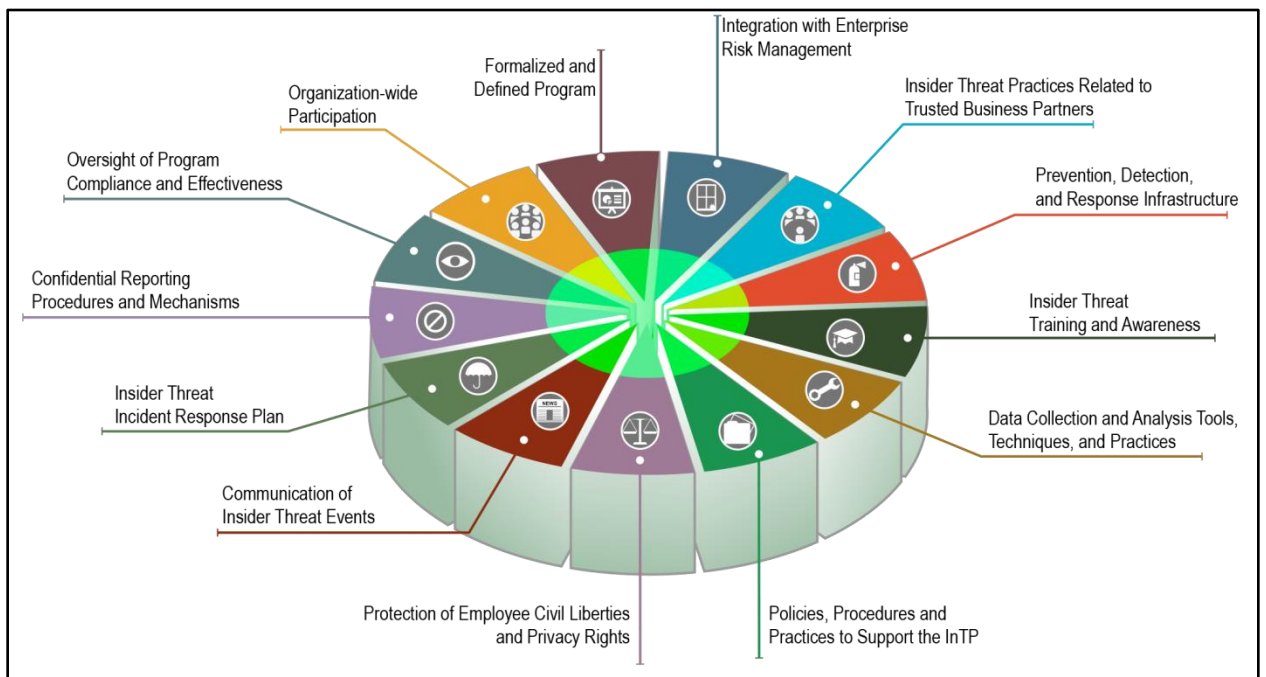 Integration with Enterprise
Risk Management
Formalized and
Defined Program
Insider Threat Practices Related to
Trusted Business Partners
Organization-wide
Participation
Oversight of Program
Compliance and Effectiveness
Prevention, Detection,
and Response Infrastructure
Confidential Reporting
Procedures and Mechanisms
Insider Threat
Training and Awareness
Insider Threat
Incident Response Plan
NEWS
Data Collection and Analysis Tools,
Techniques, and Practices
Communication of
Insider Threat Events
Protection of Employee Civil Liberties
and Privacy Rights
Policies, Procedures and
Practices to Support the InTP